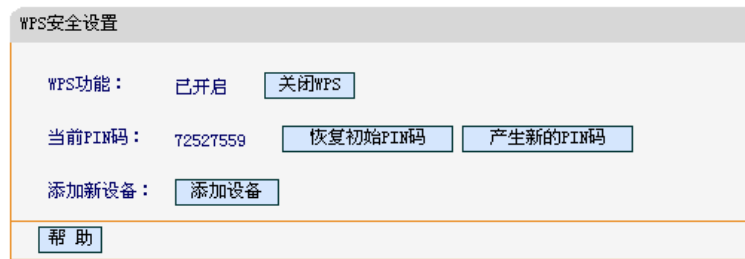 WPS安全设置
WPS功能： 已开启 关闭WPS
当前PIN码： 72527559 恢复初始PIN码 产生新的PIN码
添加新设备： 添加设备
帮 助